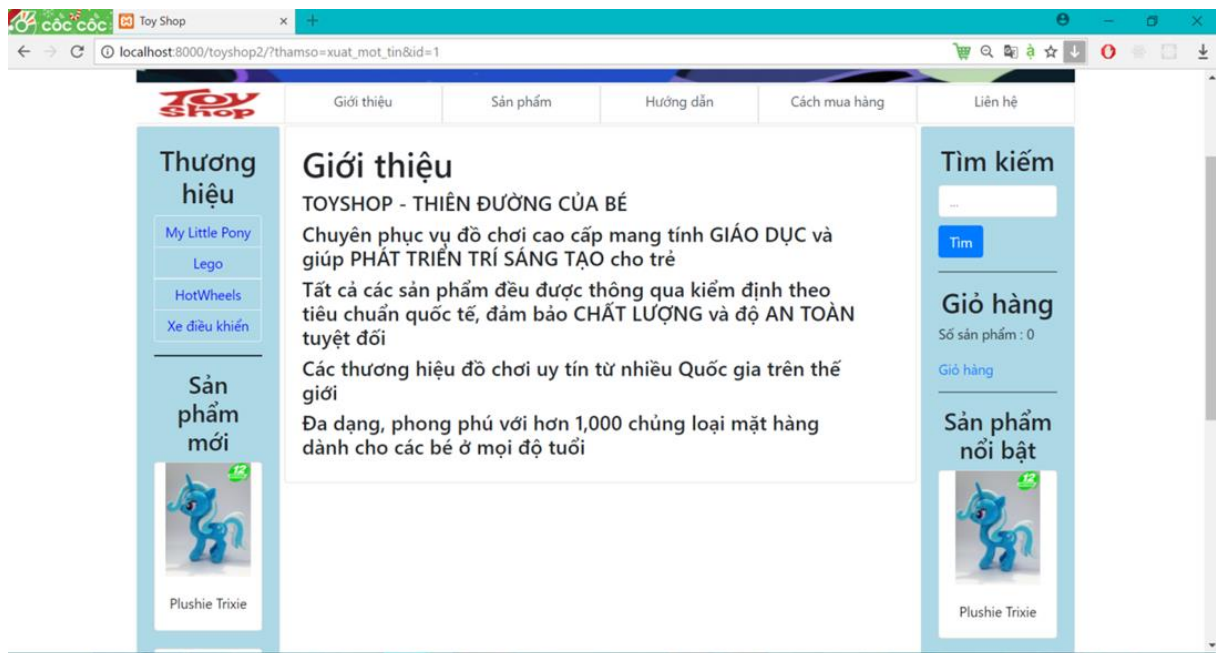 cốc cốc
Toy Shop
localhost:8000/toyshop2/?thamso=xuat_mot_tin&id=1
Toy
Shop
Giới thiệu
Sản phẩm
Hướng dẫn
Cách mua hàng
Liên hệ
Thương
hiệu
My Little Pony
Lego
HotWheels
Xe điều khiển
Sản
phẩm
mới
12
Plushie Trixie
Giới thiệu
TOYSHOP - THIÊN ĐƯỜNG CỦA BÉ
Chuyên phục vụ đồ chơi cao cấp mang tính GIÁO DỤC và
giúp PHÁT TRIỂN TRÍ SÁNG TẠO cho trẻ
Tất cả các sản phẩm đều được thông qua kiểm định theo
tiêu chuẩn quốc tế, đảm bảo CHẤT LƯỢNG và độ AN TOÀN
tuyệt đối
Các thương hiệu đồ chơi uy tín từ nhiều Quốc gia trên thế
giới
Đa dạng, phong phú với hơn 1,000 chủng loại mặt hàng
dành cho các bé ở mọi độ tuổi
Tìm kiếm
...
Tìm
Giỏ hàng
Số sản phẩm : 0
Giỏ hàng
Sản phẩm
nổi bật
12
Plushie Trixie